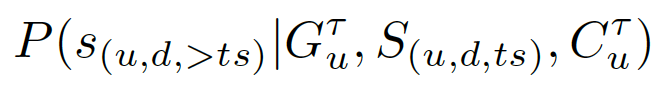 P(s_{(u,d,>ts)}|G_u^τ, S_{(u,d,ts)}, C_u^τ)